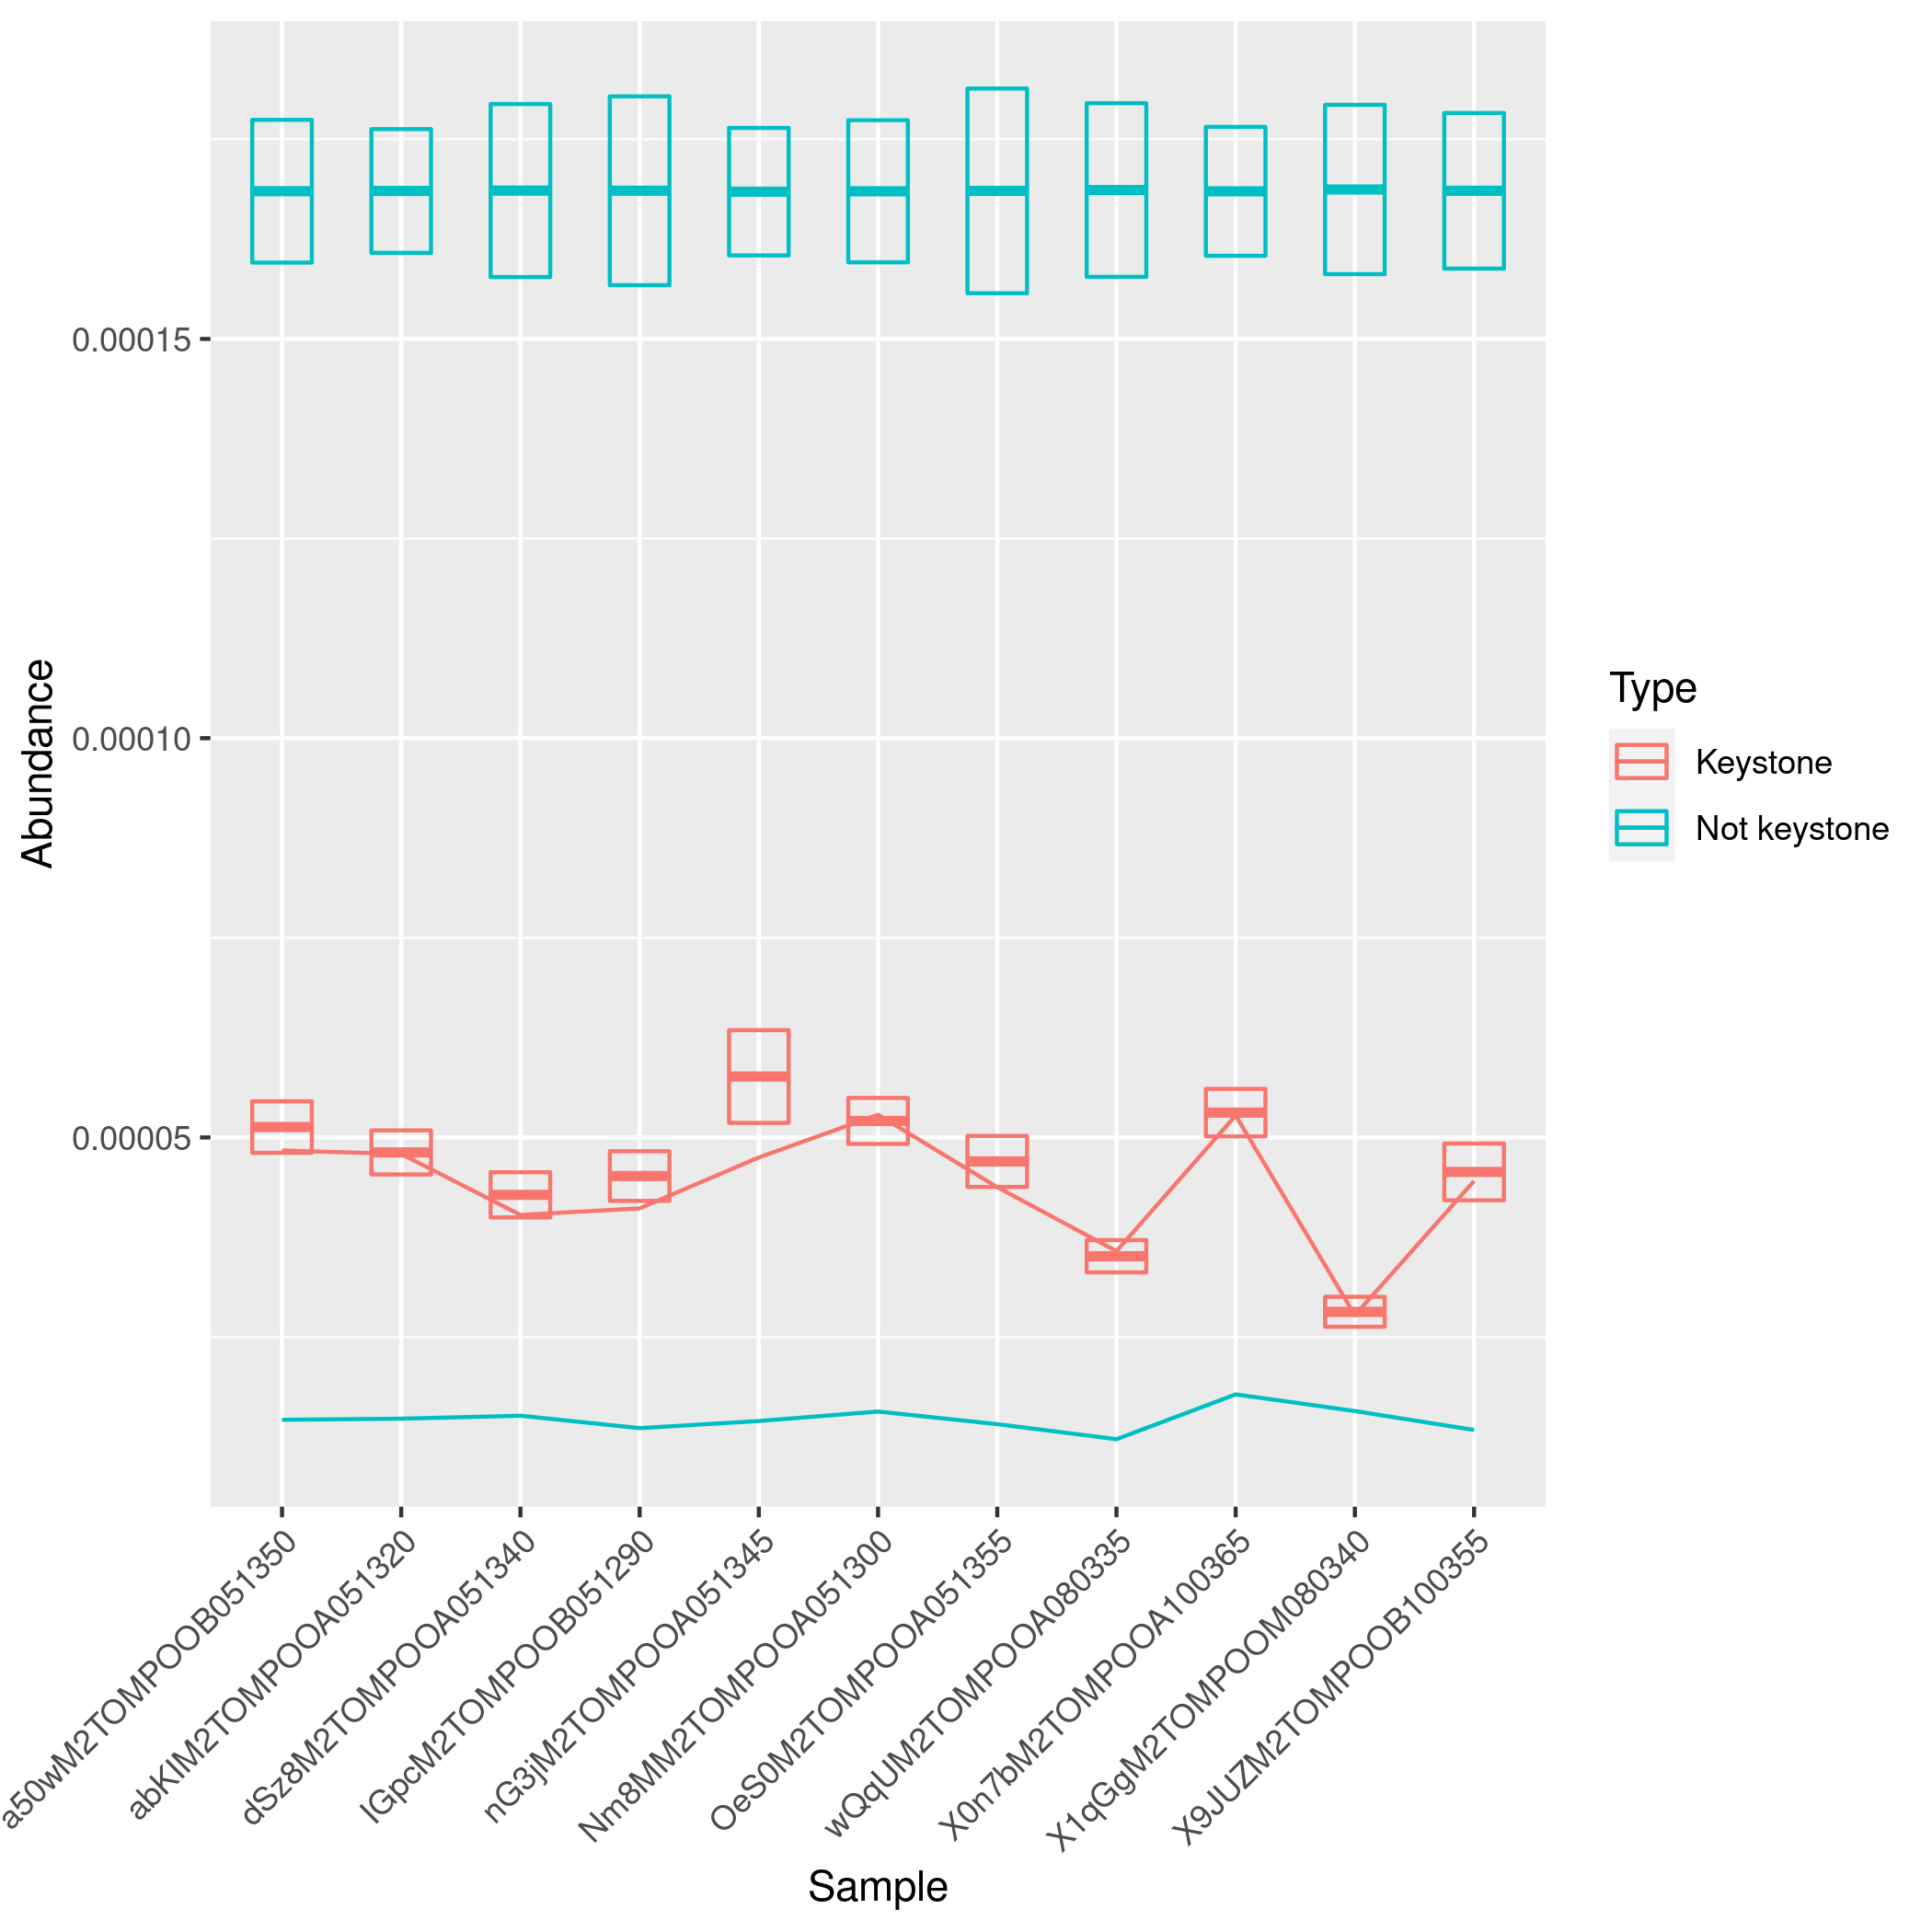 0.00015
0.00010
0.00005
Abundance
a50wM2TOMPOOB051350
abKIM2TOMPOOA051320
dSz8M2TOMPOOA051340
IGpcM2TOMPOOB051290
nG3jM2TOMPOOA051345
Nm8MM2TOMPOOA051300
OeS0M2TOMPOOA051355
wQqUM2TOMPOOA080335
X0n7bM2TOMPOOA100365
X1qGgM2TOMPOOM080340
X9JUZM2TOMPOOB100355
Sample
Type
Keystone
Not keystone